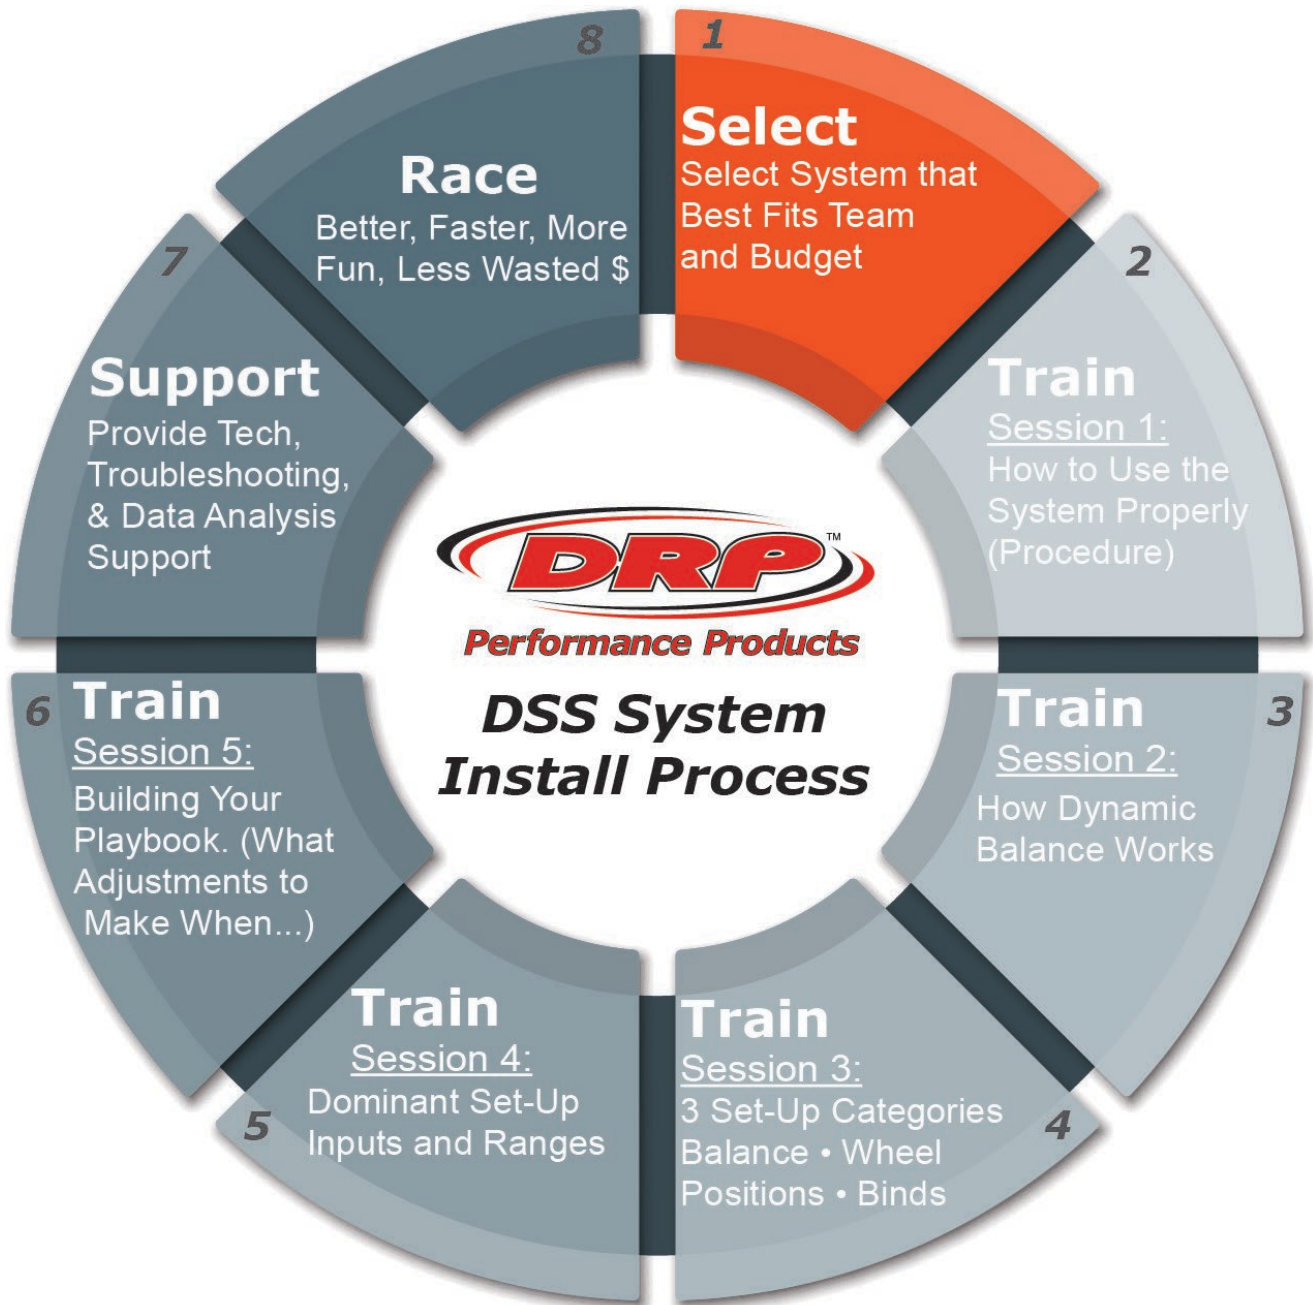 1
Select
Select System that
Best Fits Team
and Budget
2
Train
Session 1:
How to Use the
System Properly
(Procedure)
3
Train
Session 2:
How Dynamic
Balance Works
4
Train
Session 3:
3 Set-Up Categories
Balance • Wheel
Positions • Binds
5
Train
Session 4:
Dominant Set-Up
Inputs and Ranges
6
Train
Session 5:
Building Your
Playbook. (What
Adjustments to
Make When...)
7
Support
Provide Tech,
Troubleshooting,
& Data Analysis
Support
8
Race
Better, Faster, More
Fun, Less Wasted $
DRP™
Performance Products
DSS System
Install Process